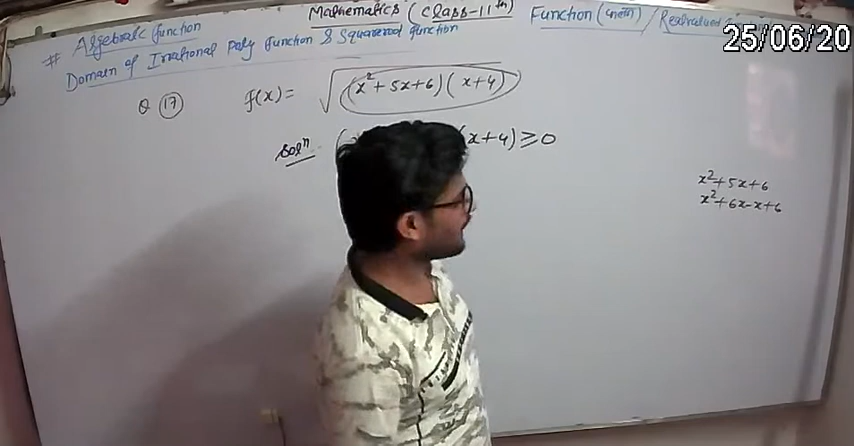 Mathematics (Class-11th) Function (फलन) / Realvalued
25/06/20
# Algebraic function
Domain of Irrational Poly function & Squareroot function
Q 17 f(x) = √(x²+5x+6)(x+4)
Solⁿ (x+4) ≥ 0
x²+5x+6
x²+6x-x+6